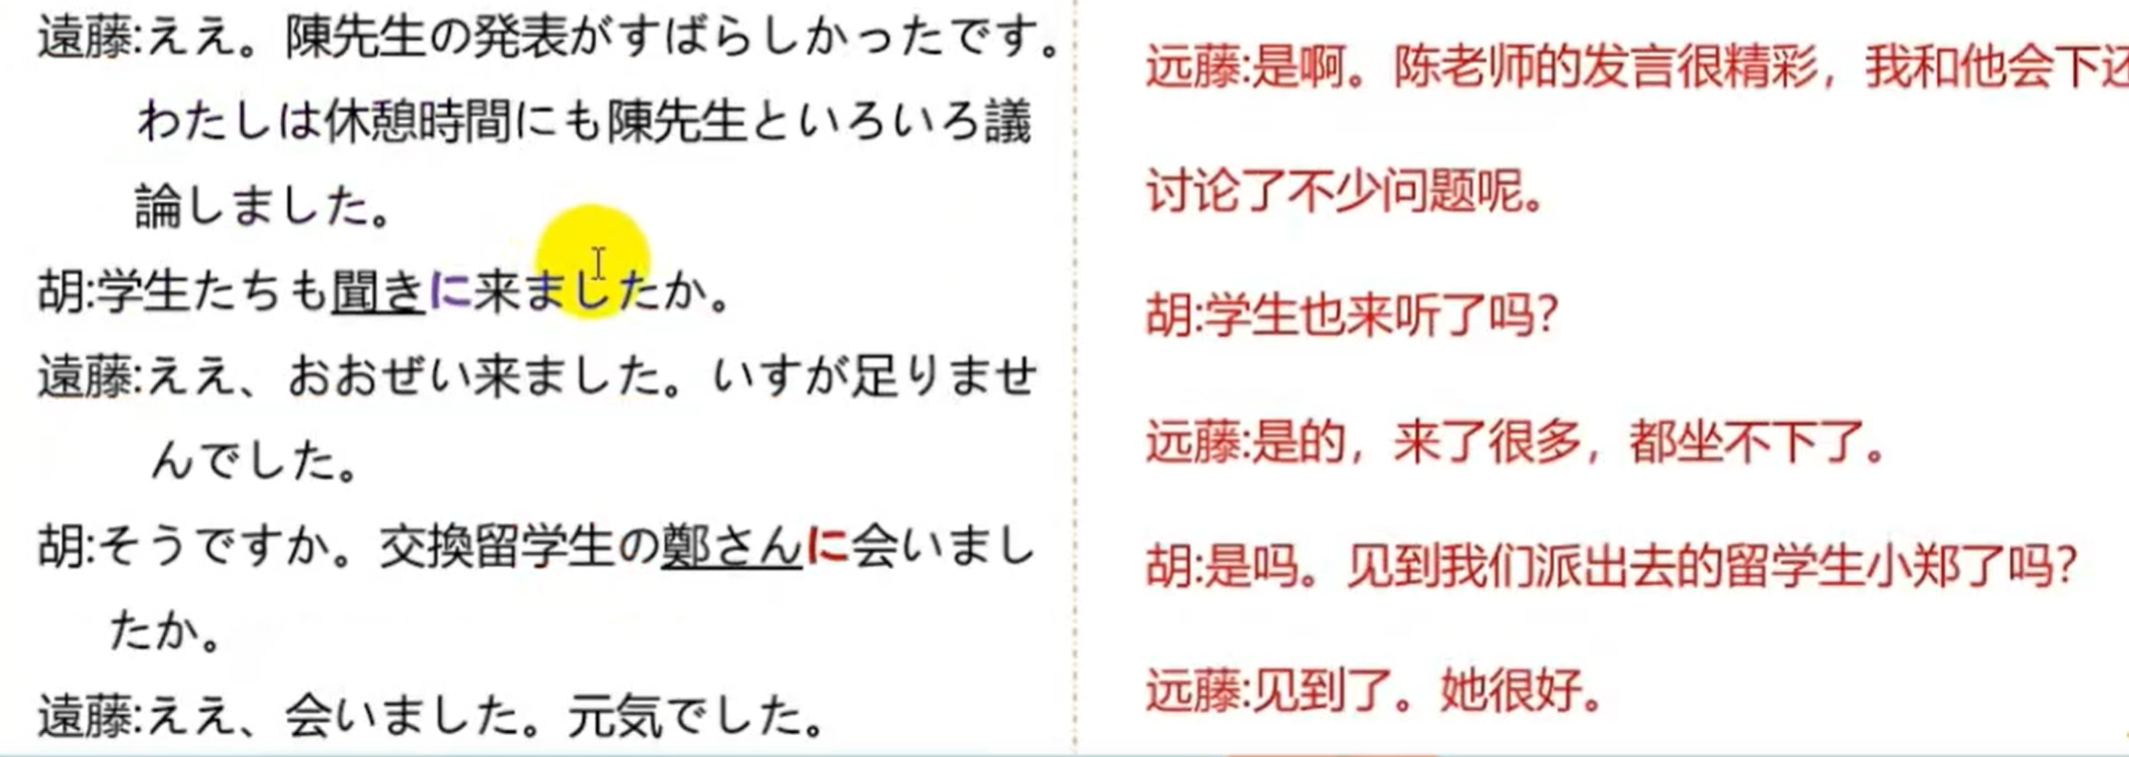 遠藤:ええ。陳先生の発表がすばらしかったです。
わたしは休憩時間にも陳先生といろいろ議
論しました。
胡:学生たちも聞きに来ましたか。
遠藤:ええ、おおぜい来ました。いすが足りませ
んでした。
胡:そうですか。交換留学生の鄭さんに会いまし
たか。
遠藤:ええ、会いました。元気でした。
远藤:是啊。陈老师的发言很精彩，我和他会下还
讨论了不少问题呢。
胡:学生也来听了吗?
远藤:是的，来了很多，都坐不下了。
胡:是吗。见到我们派出去的留学生小郑了吗?
远藤:见到了。她很好。